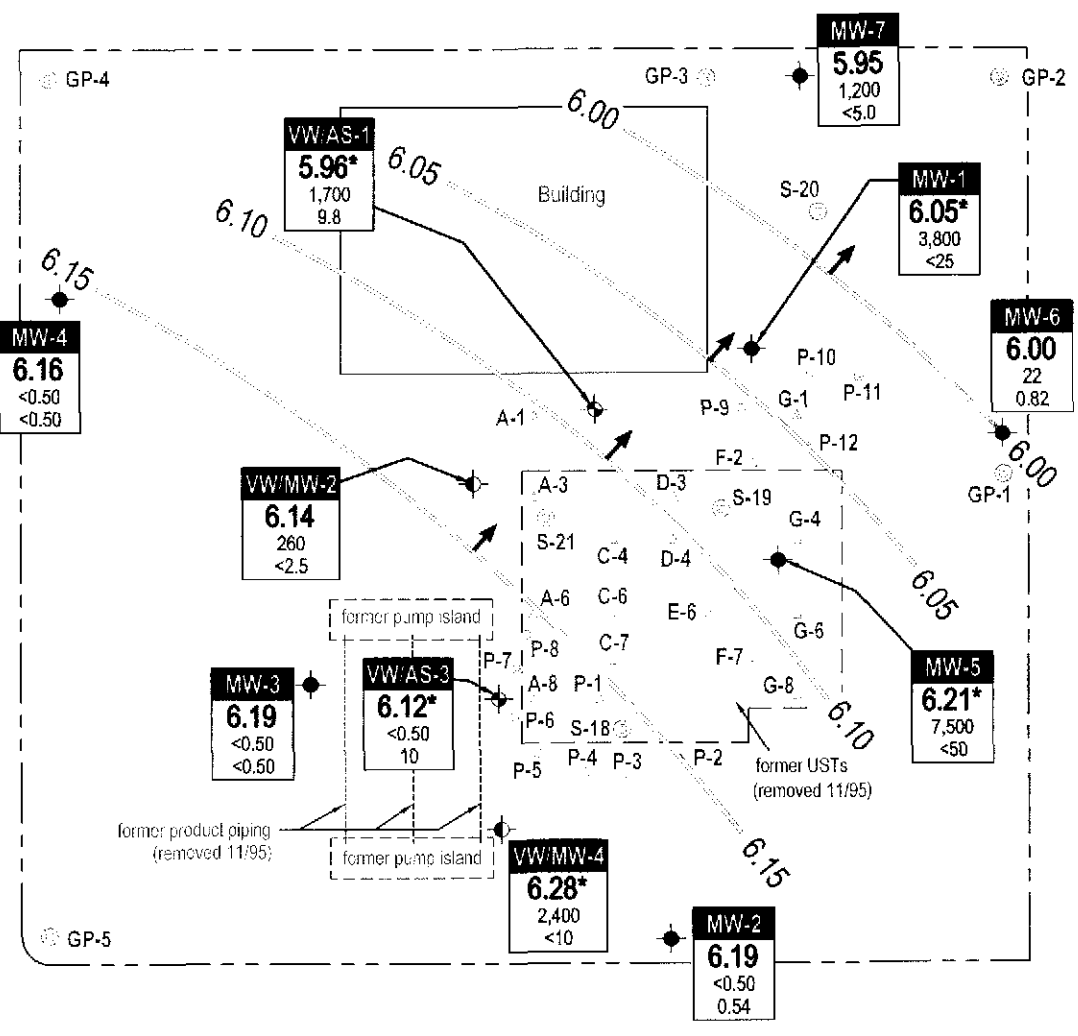 MW-7
5.95
1,200
<5.0
GP-4
GP-3
GP-2
6.00
VW/AS-1
5.96*
1,700
9.8
6.05
Building
S-20
MW-1
6.05*
3,800
<25
6.10
6.15
MW-4
6.16
<0.50
<0.50
MW-6
6.00
22
0.82
P-10
P-11
A-1
P-9
G-1
P-12
6.00
F-2
GP-1
VW/MW-2
6.14
260
<2.5
A-3
D-3
S-19
S-21
C-4
D-4
G-4
6.05
A-6
C-6
E-6
G-6
former pump island
P-8
C-7
F-7
MW-5
6.21*
7,500
<50
MW-3
6.19
<0.50
<0.50
VW/AS-3
6.12*
<0.50
10
P-7
A-8
P-1
G-8
P-6
S-18
6.10
P-5
P-4
P-3
P-2
former USTs
(removed 11/95)
former product piping
(removed 11/95)
former pump island
6.15
VW/MW-4
6.28*
2,400
<10
MW-2
6.19
<0.50
0.54
GP-5